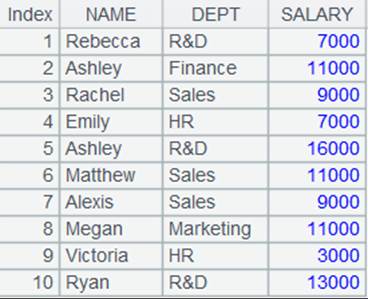 Index NAME DEPT SALARY
1 Rebecca R&D 7000
2 Ashley Finance 11000
3 Rachel Sales 9000
4 Emily HR 7000
5 Ashley R&D 16000
6 Matthew Sales 11000
7 Alexis Sales 9000
8 Megan Marketing 11000
9 Victoria HR 3000
10 Ryan R&D 13000